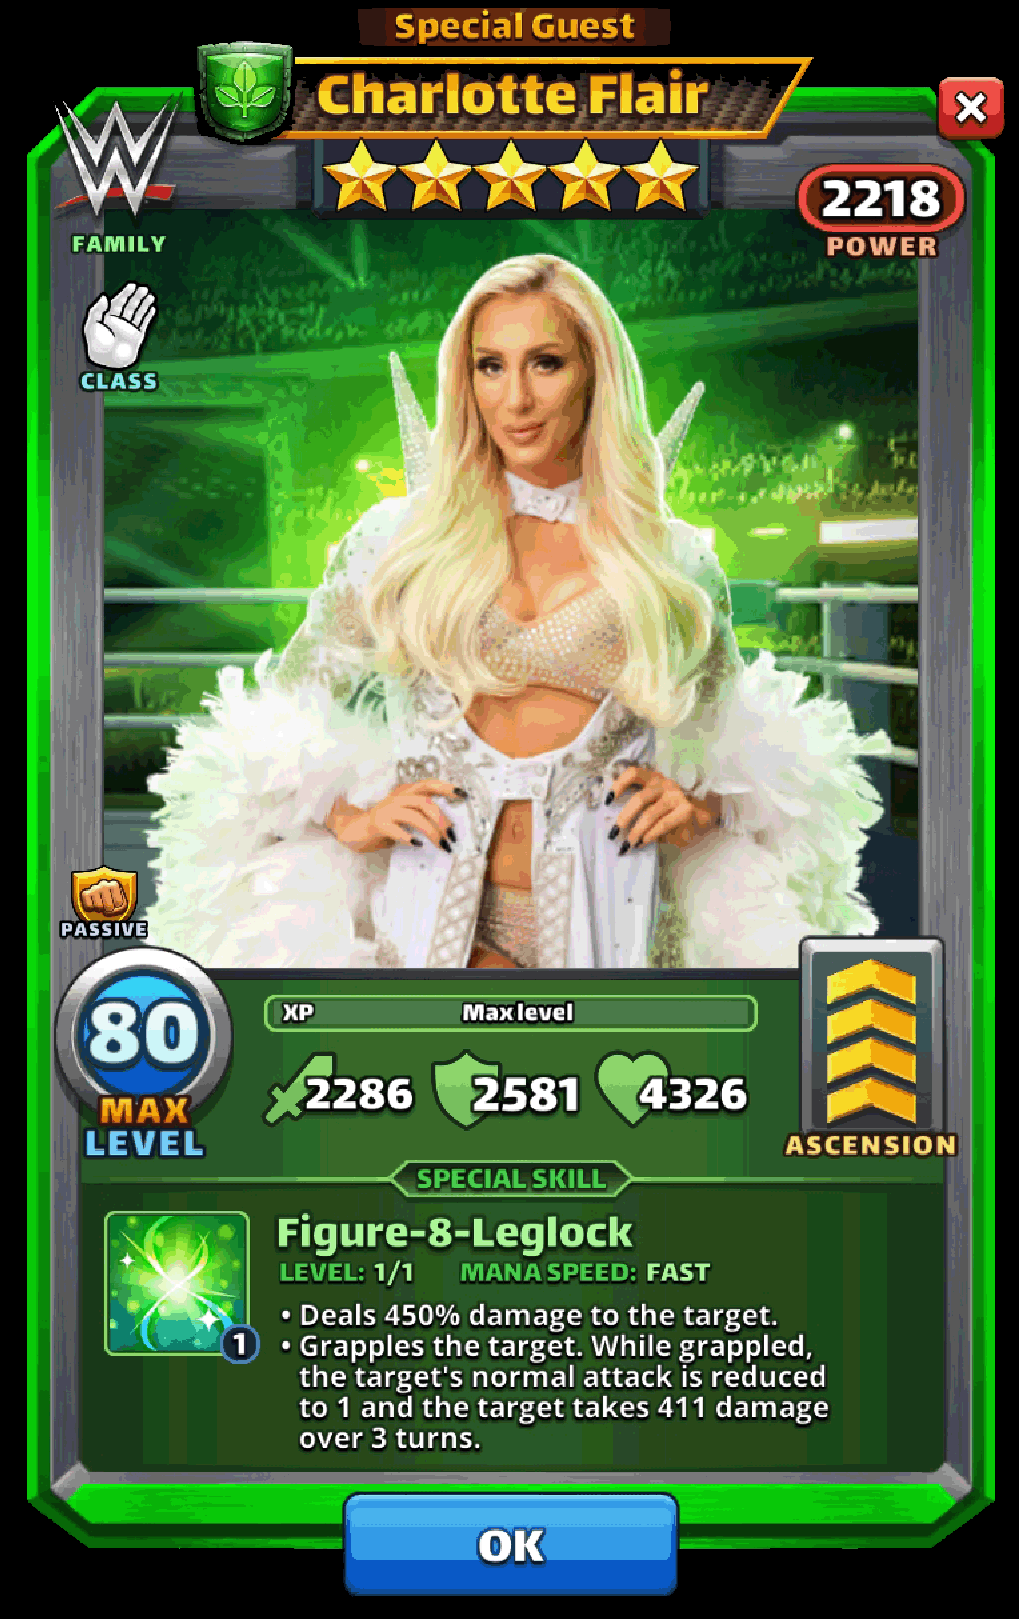 Special Guest
Charlotte Flair
W
2218
FAMILY
POWER
CLASS
PASSIVE
80
XP Max level
2286 2581 4326
MAX
LEVEL
ASCENSION
SPECIAL SKILL
Figure-8-Leglock
LEVEL: 1/1 MANA SPEED: FAST
• Deals 450% damage to the target.
1
• Grapples the target. While grappled,
the target's normal attack is reduced
to 1 and the target takes 411 damage
over 3 turns.
OK